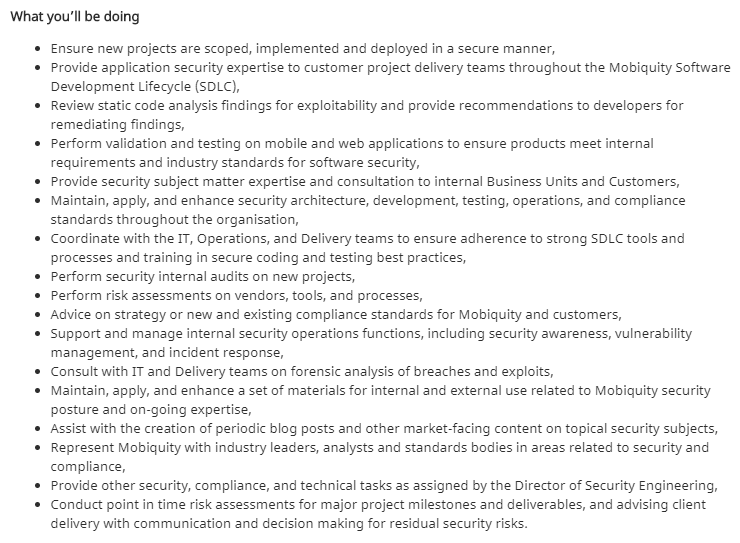 What you’ll be doing
Ensure new projects are scoped, implemented and deployed in a secure manner,
Provide application security expertise to customer project delivery teams throughout the Mobiquity Software
Development Lifecycle (SDLC),
Review static code analysis findings for exploitability and provide recommendations to developers for
remediating findings,
Perform validation and testing on mobile and web applications to ensure products meet internal
requirements and industry standards for software security,
Provide security subject matter expertise and consultation to internal Business Units and Customers,
Maintain, apply, and enhance security architecture, development, testing, operations, and compliance
standards throughout the organisation,
Coordinate with the IT, Operations, and Delivery teams to ensure adherence to strong SDLC tools and
processes and training in secure coding and testing best practices,
Perform security internal audits on new projects,
Perform risk assessments on vendors, tools, and processes,
Advice on strategy or new and existing compliance standards for Mobiquity and customers,
Support and manage internal security operations functions, including security awareness, vulnerability
management, and incident response,
Consult with IT and Delivery teams on forensic analysis of breaches and exploits,
Maintain, apply, and enhance a set of materials for internal and external use related to Mobiquity security
posture and on-going expertise,
Assist with the creation of periodic blog posts and other market-facing content on topical security subjects,
Represent Mobiquity with industry leaders, analysts and standards bodies in areas related to security and
compliance,
Provide other security, compliance, and technical tasks as assigned by the Director of Security Engineering,
Conduct point in time risk assessments for major project milestones and deliverables, and advising client
delivery with communication and decision making for residual security risks.